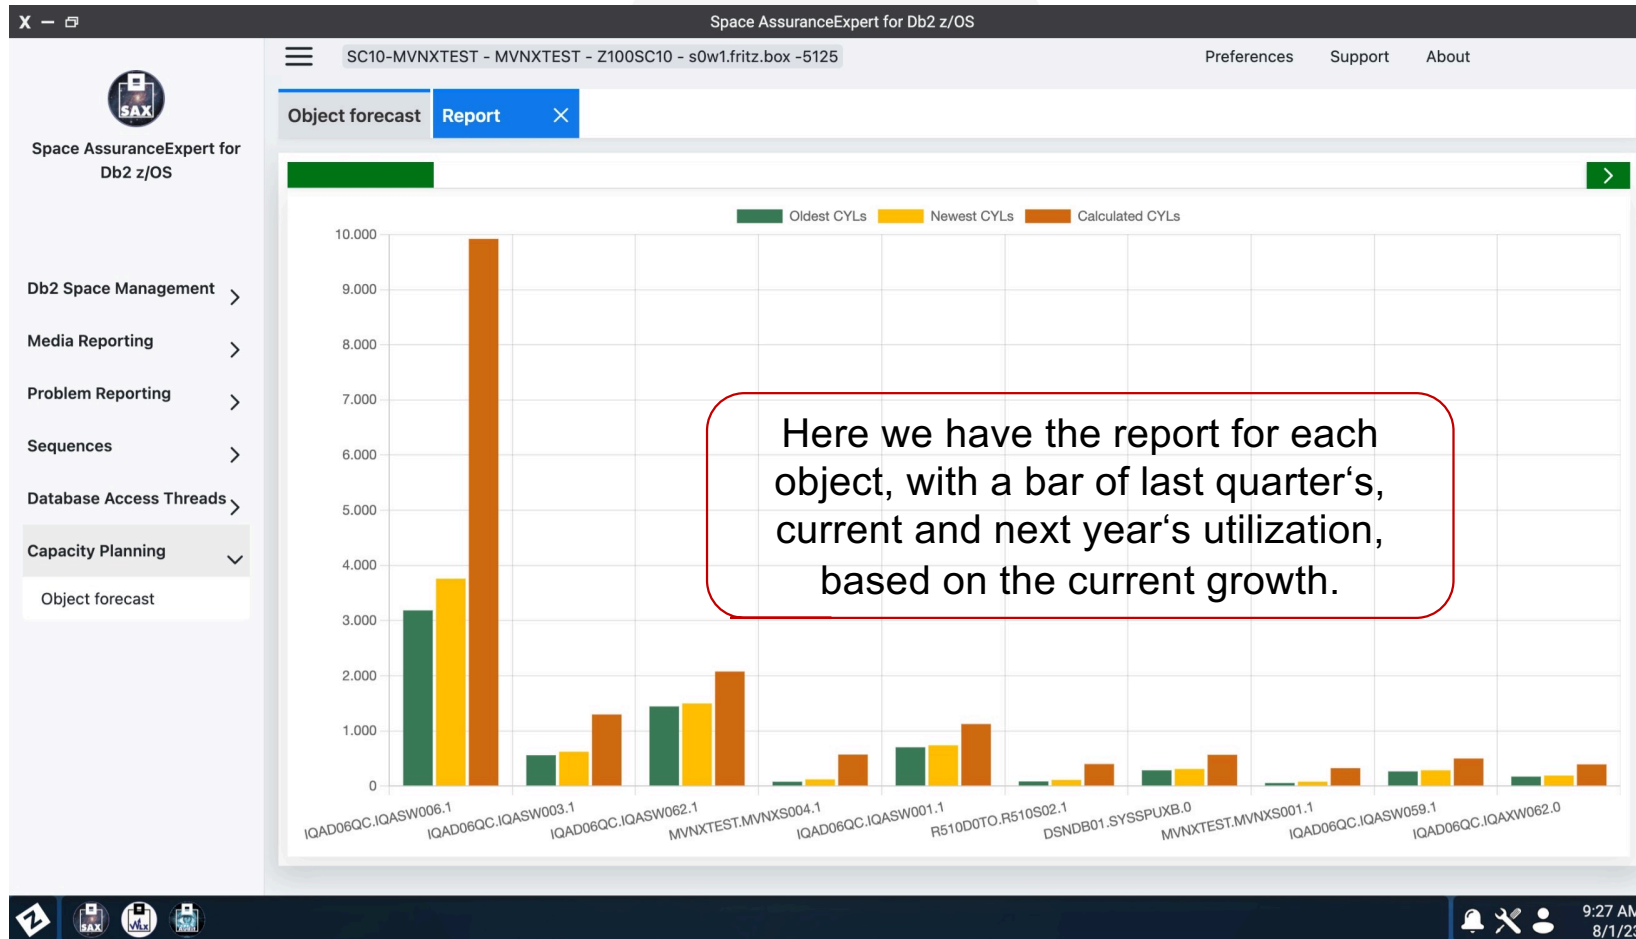 X
Space AssuranceExpert for Db2 z/OS
SC10-MVNXTEST - MVNXTEST - Z100SC10 - s0w1.fritz.box -5125
Preferences
Support
About
SAX
Space AssuranceExpert for
Db2 z/OS
Object forecast
Report
Db2 Space Management
Media Reporting
Problem Reporting
Sequences
Database Access Threads
Capacity Planning
Object forecast
Oldest CYLs
Newest CYLs
Calculated CYLs
10.000
9.000
8.000
7.000
6.000
5.000
4.000
3.000
2.000
1.000
0
Here we have the report for each
object, with a bar of last quarter‘s,
current and next year‘s utilization,
based on the current growth.
IQAD06QC.IQASW006.1
IQAD06QC.IQASW003.1
IQAD06QC.IQASW062.1
MVNXTEST.MVNXS004.1
IQAD06QC.IQASW001.1
R510D0TO.R510S02.1
DSNDB01.SYSSPUXB.0
MVNXTEST.MVNXS001.1
IQAD06QC.IQASW059.1
IQAD06QC.IQAXW062.0
Z
SAX
WLX
9:27 AM
8/1/23